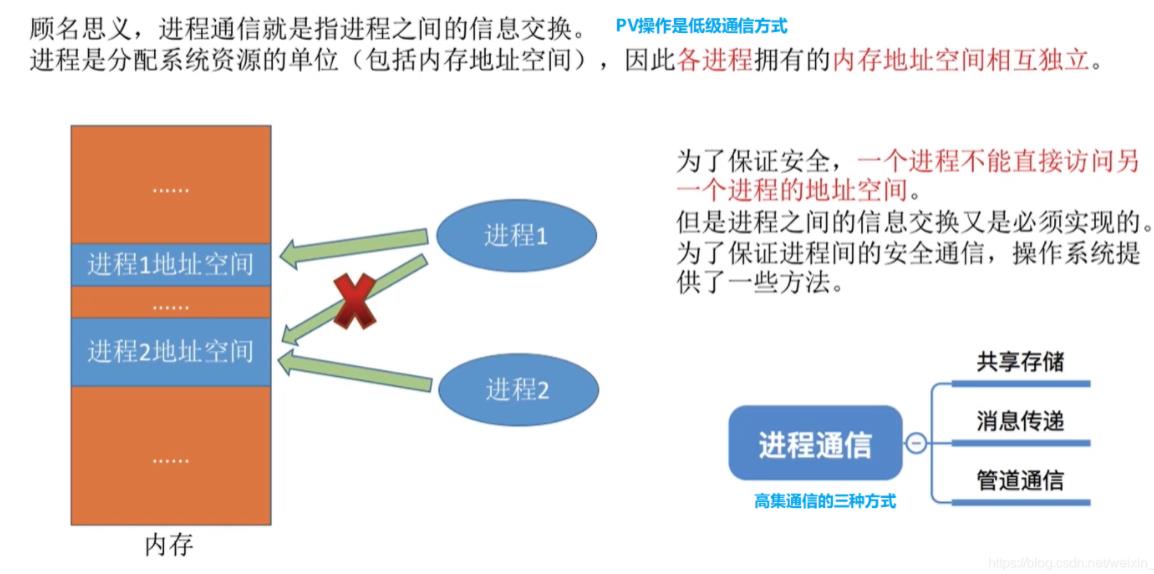 顾名思义，进程通信就是指进程之间的信息交换。 PV操作是低级通信方式
进程是分配系统资源的单位（包括内存地址空间），因此各进程拥有的内存地址空间相互独立。
......
进程1地址空间
......
进程2地址空间
......
内存
进程1
进程2
为了保证安全，一个进程不能直接访问另
一个进程的地址空间。
但是进程之间的信息交换又是必须实现的。
为了保证进程间的安全通信，操作系统提
供了一些方法。
进程通信
共享存储
消息传递
管道通信
高集通信的三种方式
https://blog.csdn.net/weixin_